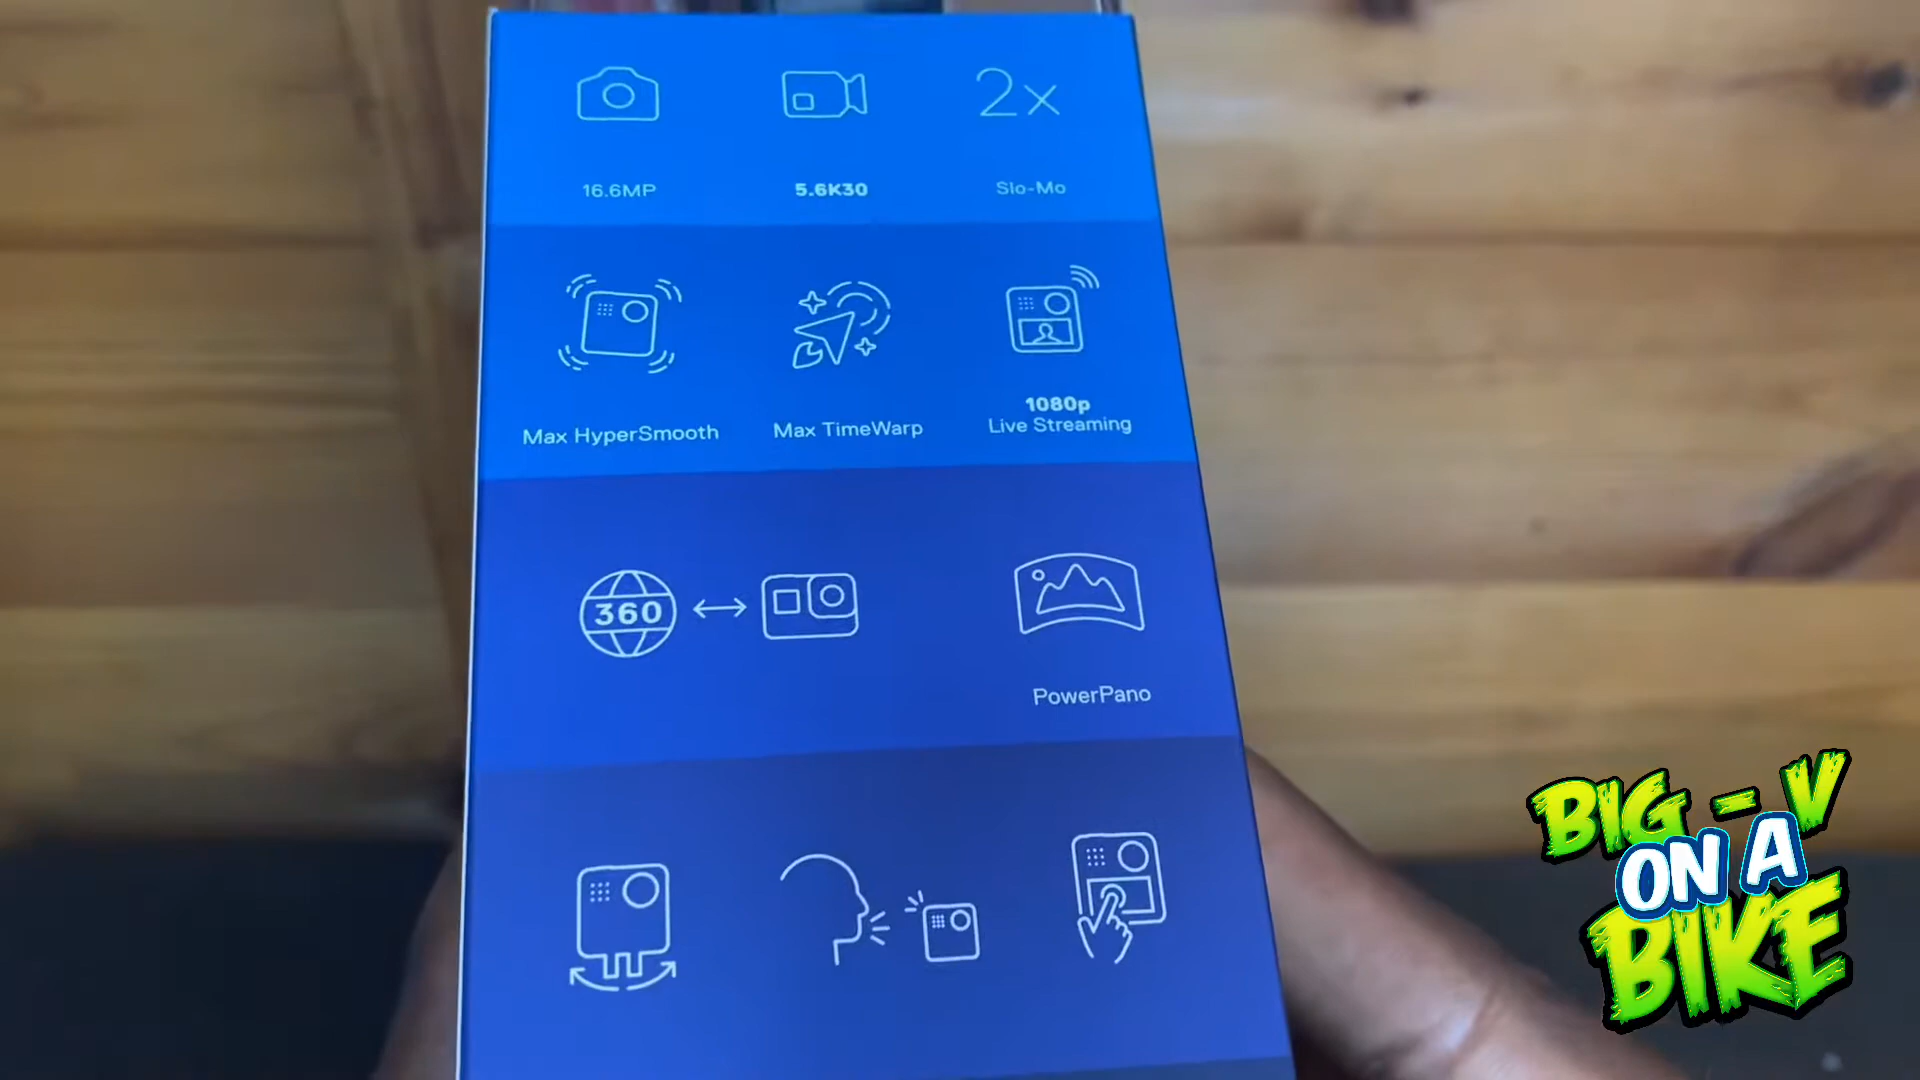 2x
16.6MP
5.6K30
Slo-Mo
Max HyperSmooth
Max TimeWarp
1080p
Live Streaming
360
PowerPano
BIG-V
ON A
BIKE